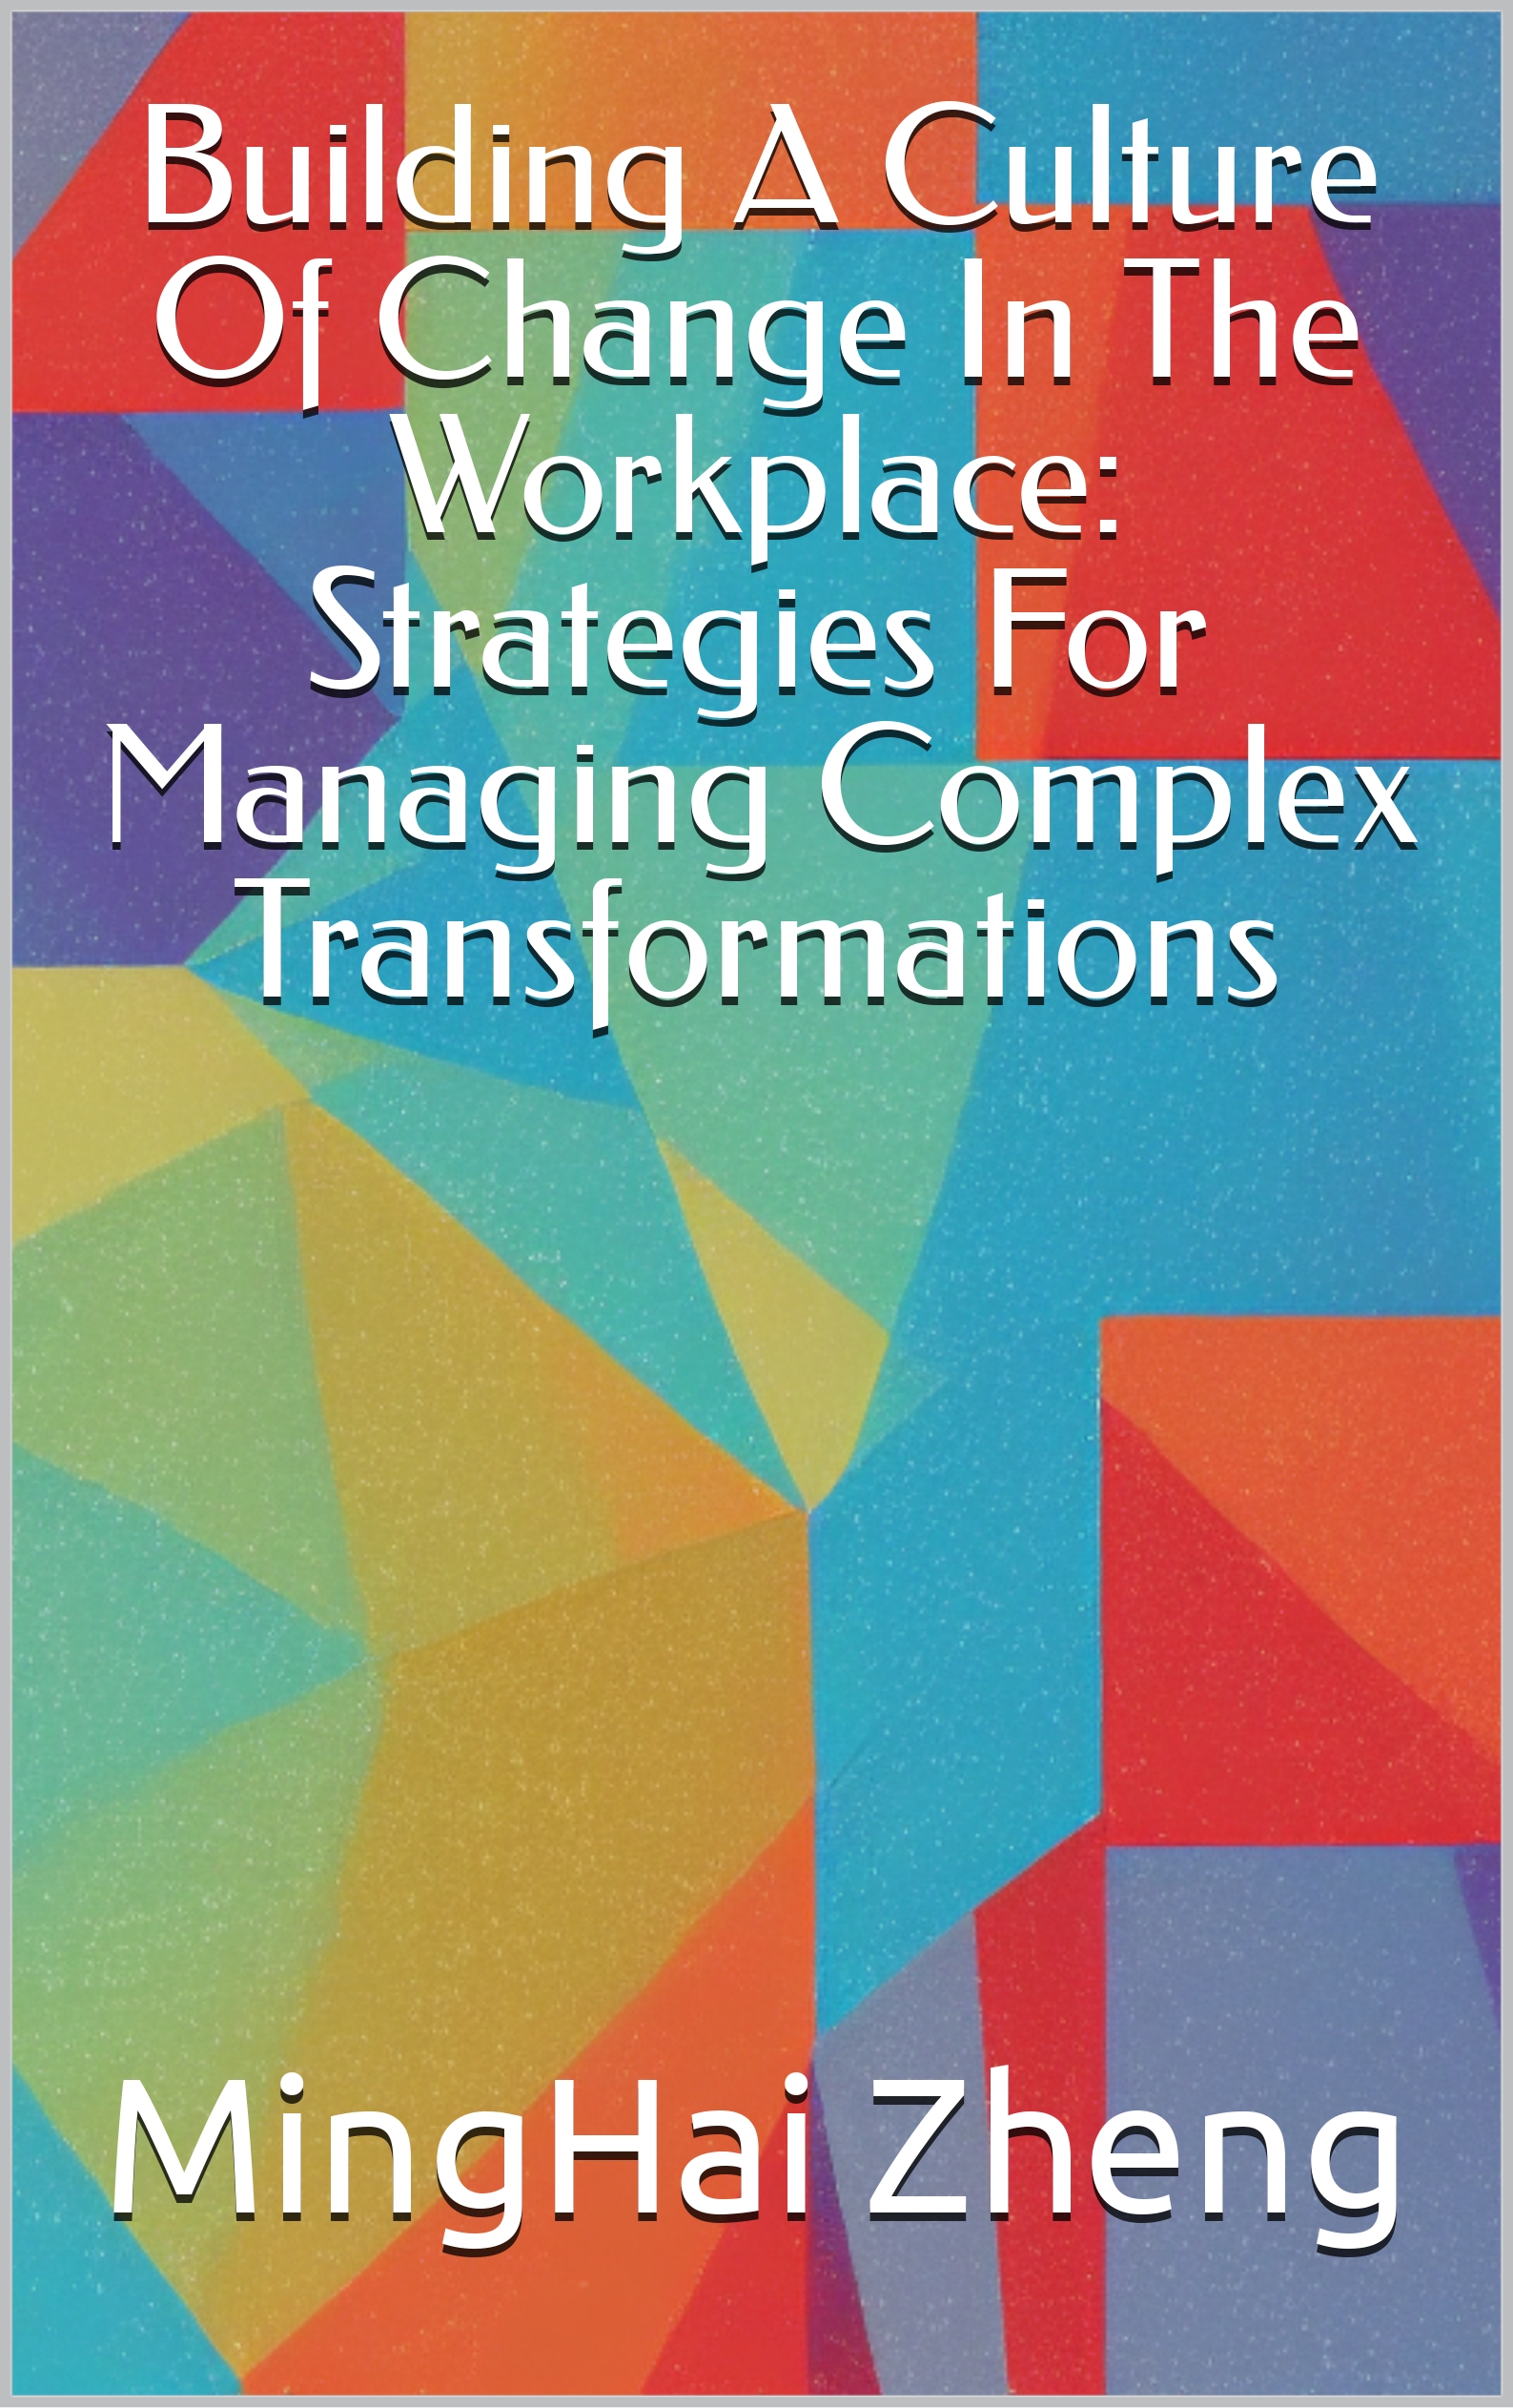 Building A Culture
Of Change In The
Workplace:
Strategies For
Managing Complex
Transformations
MingHai Zheng